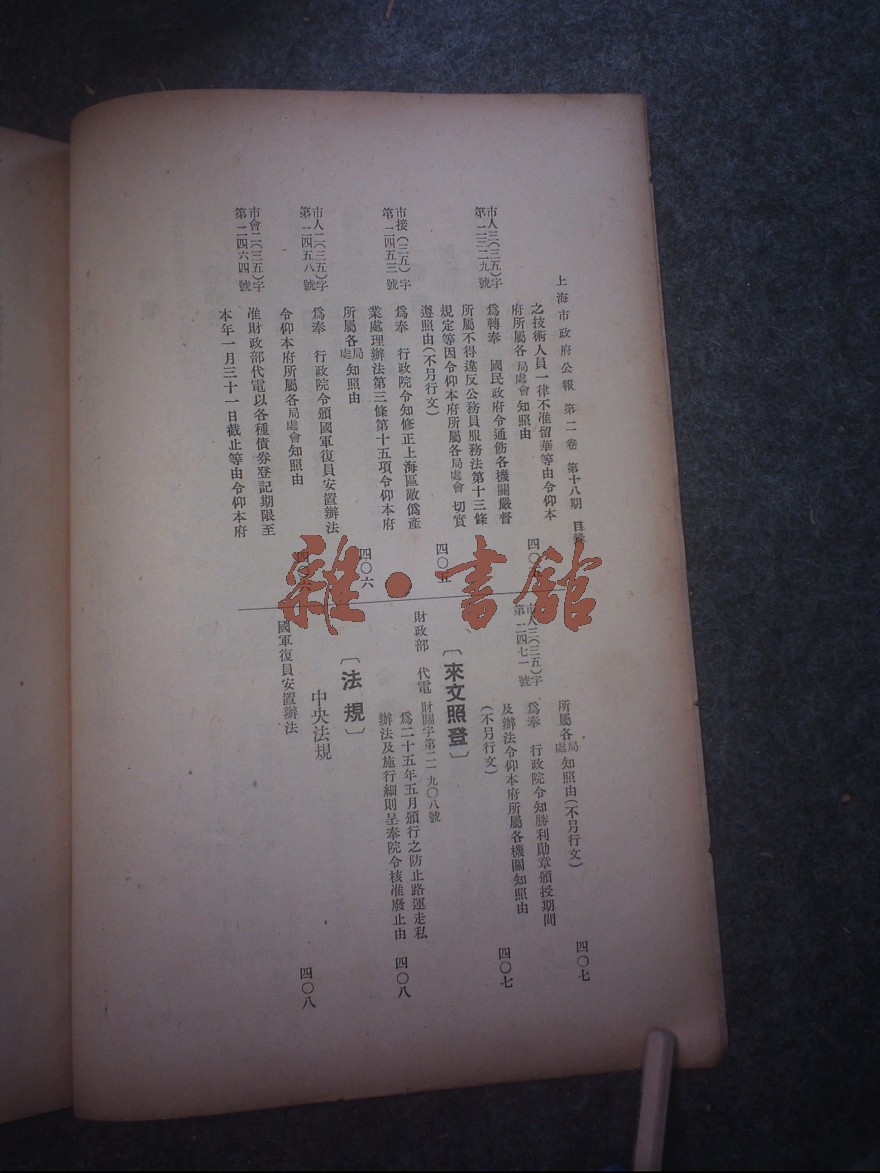 上海市政府公報 第二卷 第十八期 目錄
之技術人員一律不准留華等由令仰本
府所屬各局處會知照由
四〇五
市人三(三五)字
第一二三二九號
爲轉奉 國民政府令通飭各機關嚴督
所屬不得違反公務員服務法第十三條
規定等因令仰本府所屬各局處會切實
遵照由(不另行文)
四〇五
市接(三五)字
第一二四五三號
爲奉 行政院令知修正上海區敵僞產
業處理辦法第三條第十五項令仰本府
所屬各局處知照由
四〇六
市人一(三五)字
第一二四五八號
爲奉 行政院令頒國軍復員安置辦法
令仰本府所屬各局處會知照由
市會二(三五)字
第一二四六四號
准財政部代電以各種債券登記期限至
本年一月三十一日截止等由令仰本府
所屬各局處知照由(不另行文)
四〇七
市人三(三五)字
第一二四七一號
爲奉 行政院令知勝利勛章頒授期間
及辦法令仰本府所屬各機關知照由
(不另行文)
四〇七
〔來文照登〕
財政部 代電 財關字第二一九〇八號
爲二十五年五月頒行之防止路運走私
辦法及施行細則呈奉院令核准廢止由
四〇八
〔法規〕
中央法規
國軍復員安置辦法
四〇八
雜·書館